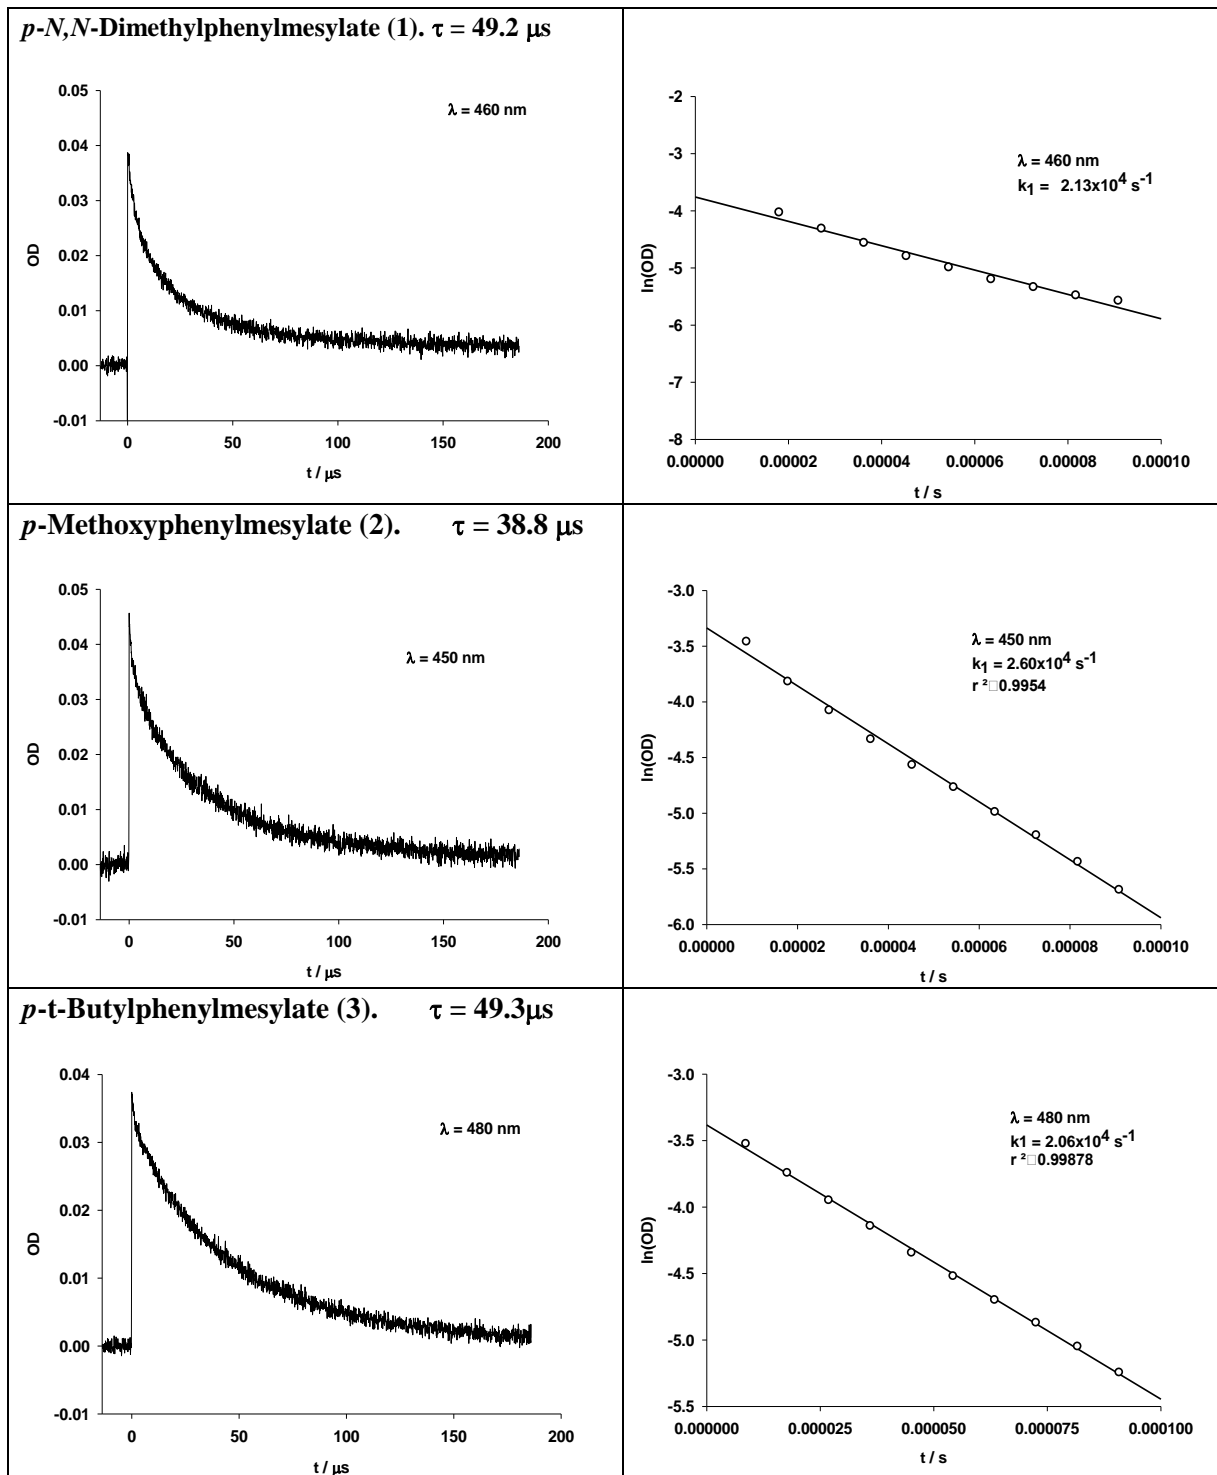 p-N,N-Dimethylphenylmesylate (1). τ = 49.2 μs
0.05
λ = 460 nm
0.04
0.03
OD
0.02
0.01
0.00
-0.01
0 50 100 150 200
t / μs
-2
-3
λ = 460 nm
k1 = 2.13x10^4 s^-1
-4
ln(OD)
-5
-6
-7
-8
0.00000 0.00002 0.00004 0.00006 0.00008 0.00010
t / s
p-Methoxyphenylmesylate (2). τ = 38.8 μs
0.05
0.04
λ = 450 nm
0.03
OD
0.02
0.01
0.00
-0.01
0 50 100 150 200
t / μs
-3.0
λ = 450 nm
-3.5
k1 = 2.60x10^4 s^-1
r ²□0.9954
-4.0
ln(OD)
-4.5
-5.0
-5.5
-6.0
0.00000 0.00002 0.00004 0.00006 0.00008 0.00010
t / s
p-t-Butylphenylmesylate (3). τ = 49.3μs
0.04
λ = 480 nm
0.03
0.02
OD
0.01
0.00
-0.01
0 50 100 150 200
t / μs
-3.0
λ = 480 nm
k1 = 2.06x10^4 s^-1
-3.5
r ²□0.99878
-4.0
ln(OD)
-4.5
-5.0
-5.5
0.000000 0.000025 0.000050 0.000075 0.000100
t / s